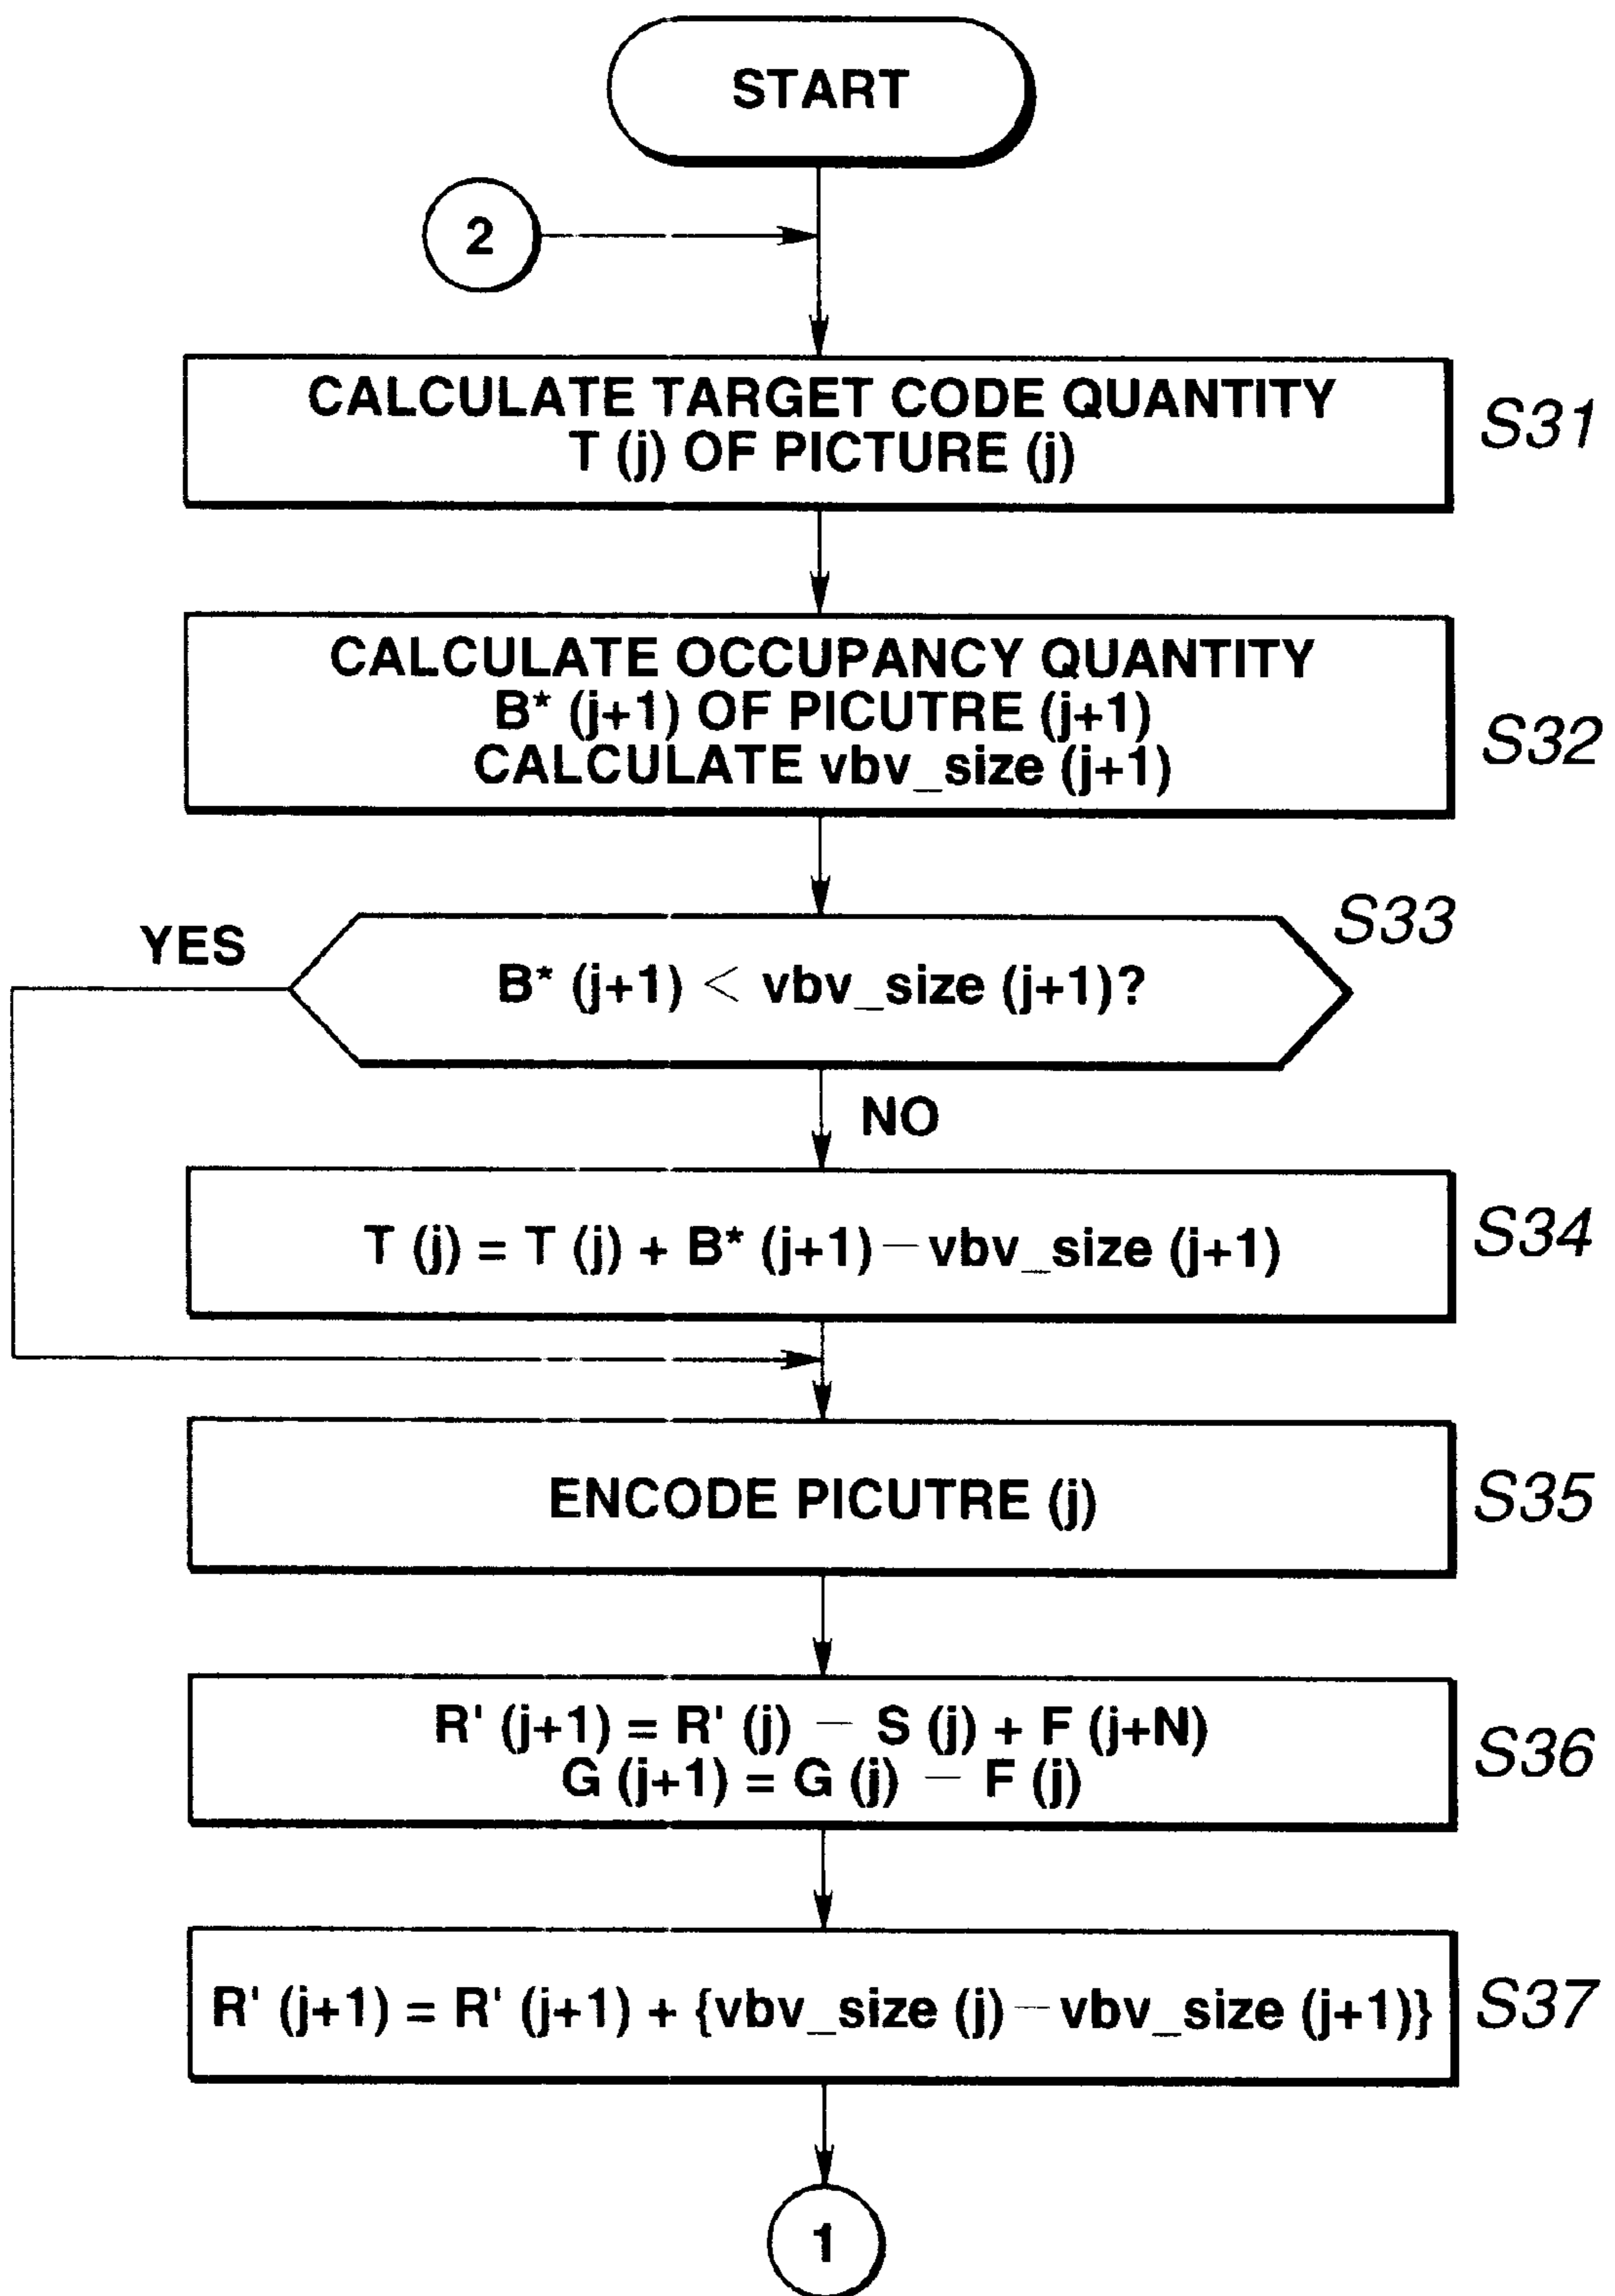 START
2
CALCULATE TARGET CODE QUANTITY
T (j) OF PICTURE (j)
S31
CALCULATE OCCUPANCY QUANTITY
B* (j+1) OF PICUTRE (j+1)
CALCULATE vbv_size (j+1)
S32
S33
YES
B* (j+1) < vbv_size (j+1)?
NO
T (j) = T (j) + B* (j+1) − vbv_size (j+1)
S34
ENCODE PICUTRE (j)
S35
R' (j+1) = R' (j) − S (j) + F (j+N)
G (j+1) = G (j) − F (j)
S36
R' (j+1) = R' (j+1) + {vbv_size (j) − vbv_size (j+1)}
S37
1